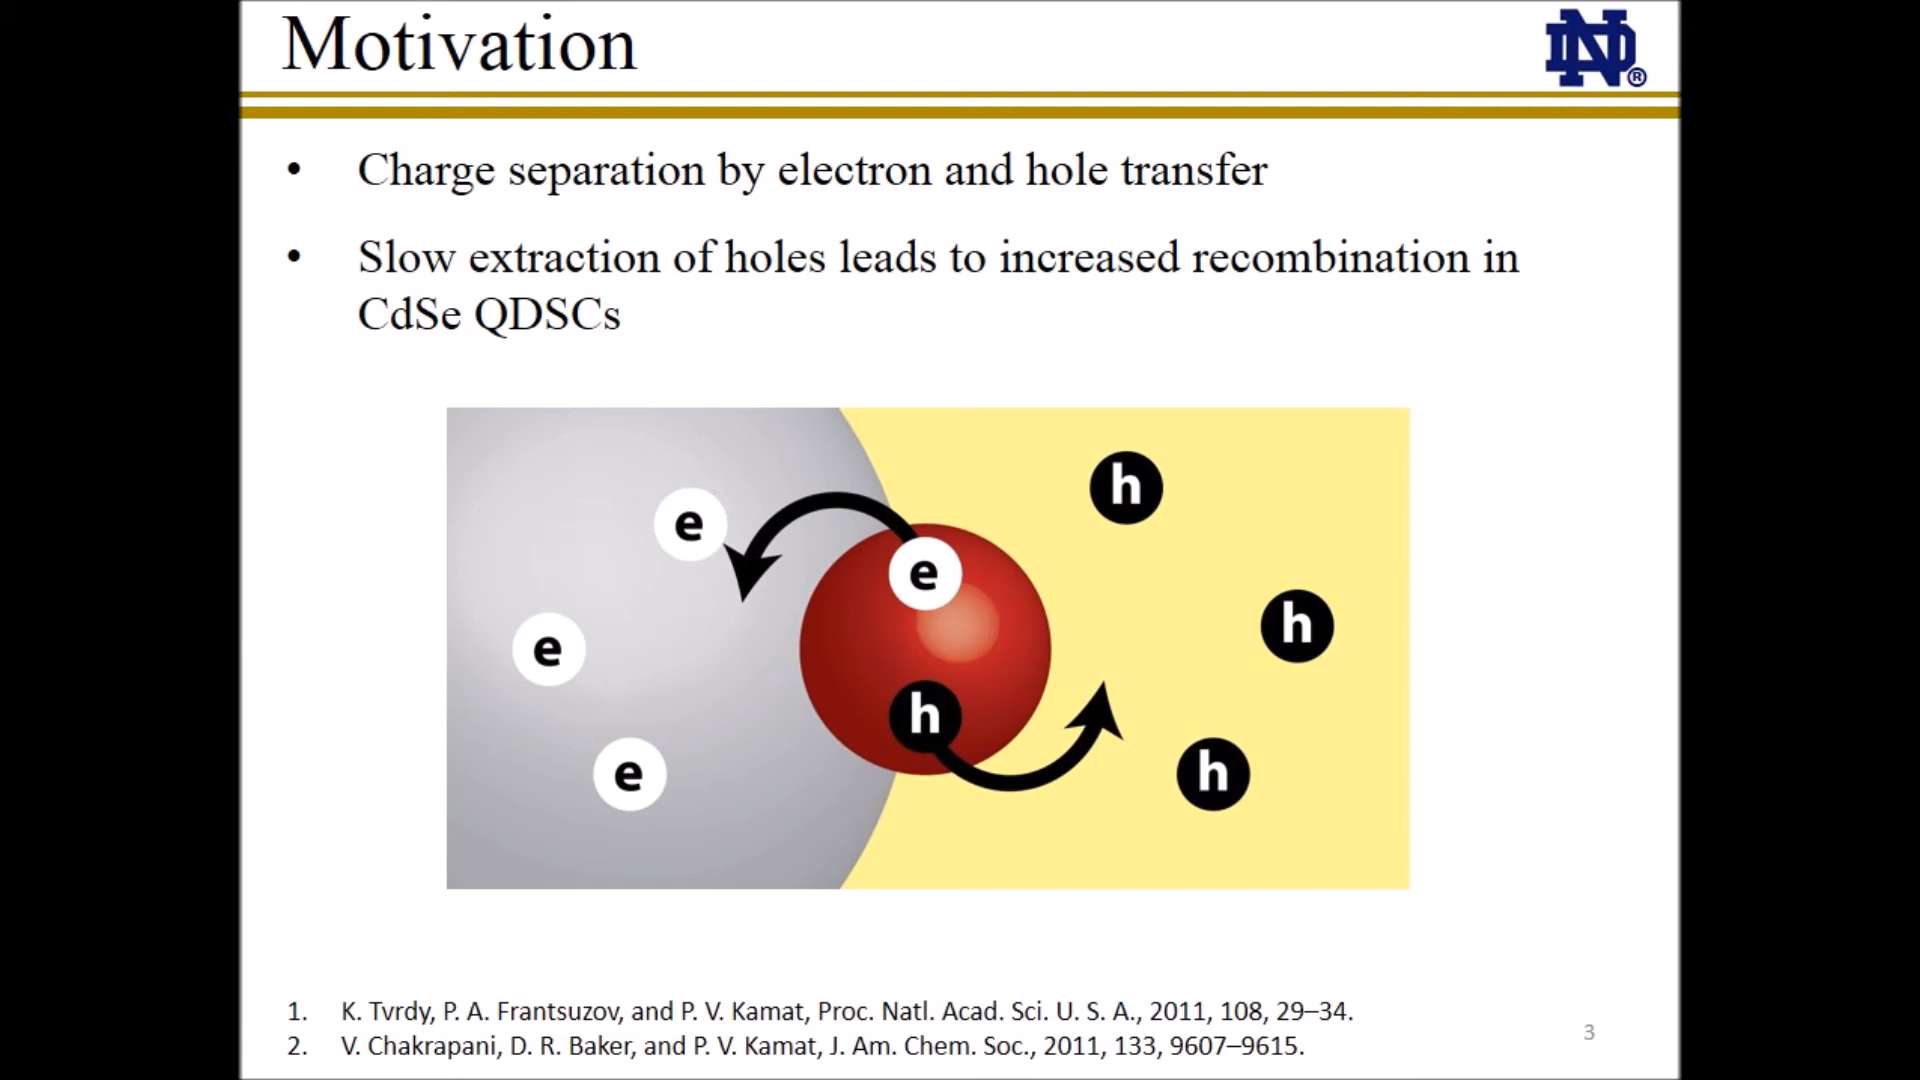 Motivation
ND®
• Charge separation by electron and hole transfer
• Slow extraction of holes leads to increased recombination in
CdSe QDSCs
h
e
e
h
e
h
e
h
1. K. Tvrdy, P. A. Frantsuzov, and P. V. Kamat, Proc. Natl. Acad. Sci. U. S. A., 2011, 108, 29–34.
2. V. Chakrapani, D. R. Baker, and P. V. Kamat, J. Am. Chem. Soc., 2011, 133, 9607–9615.
3